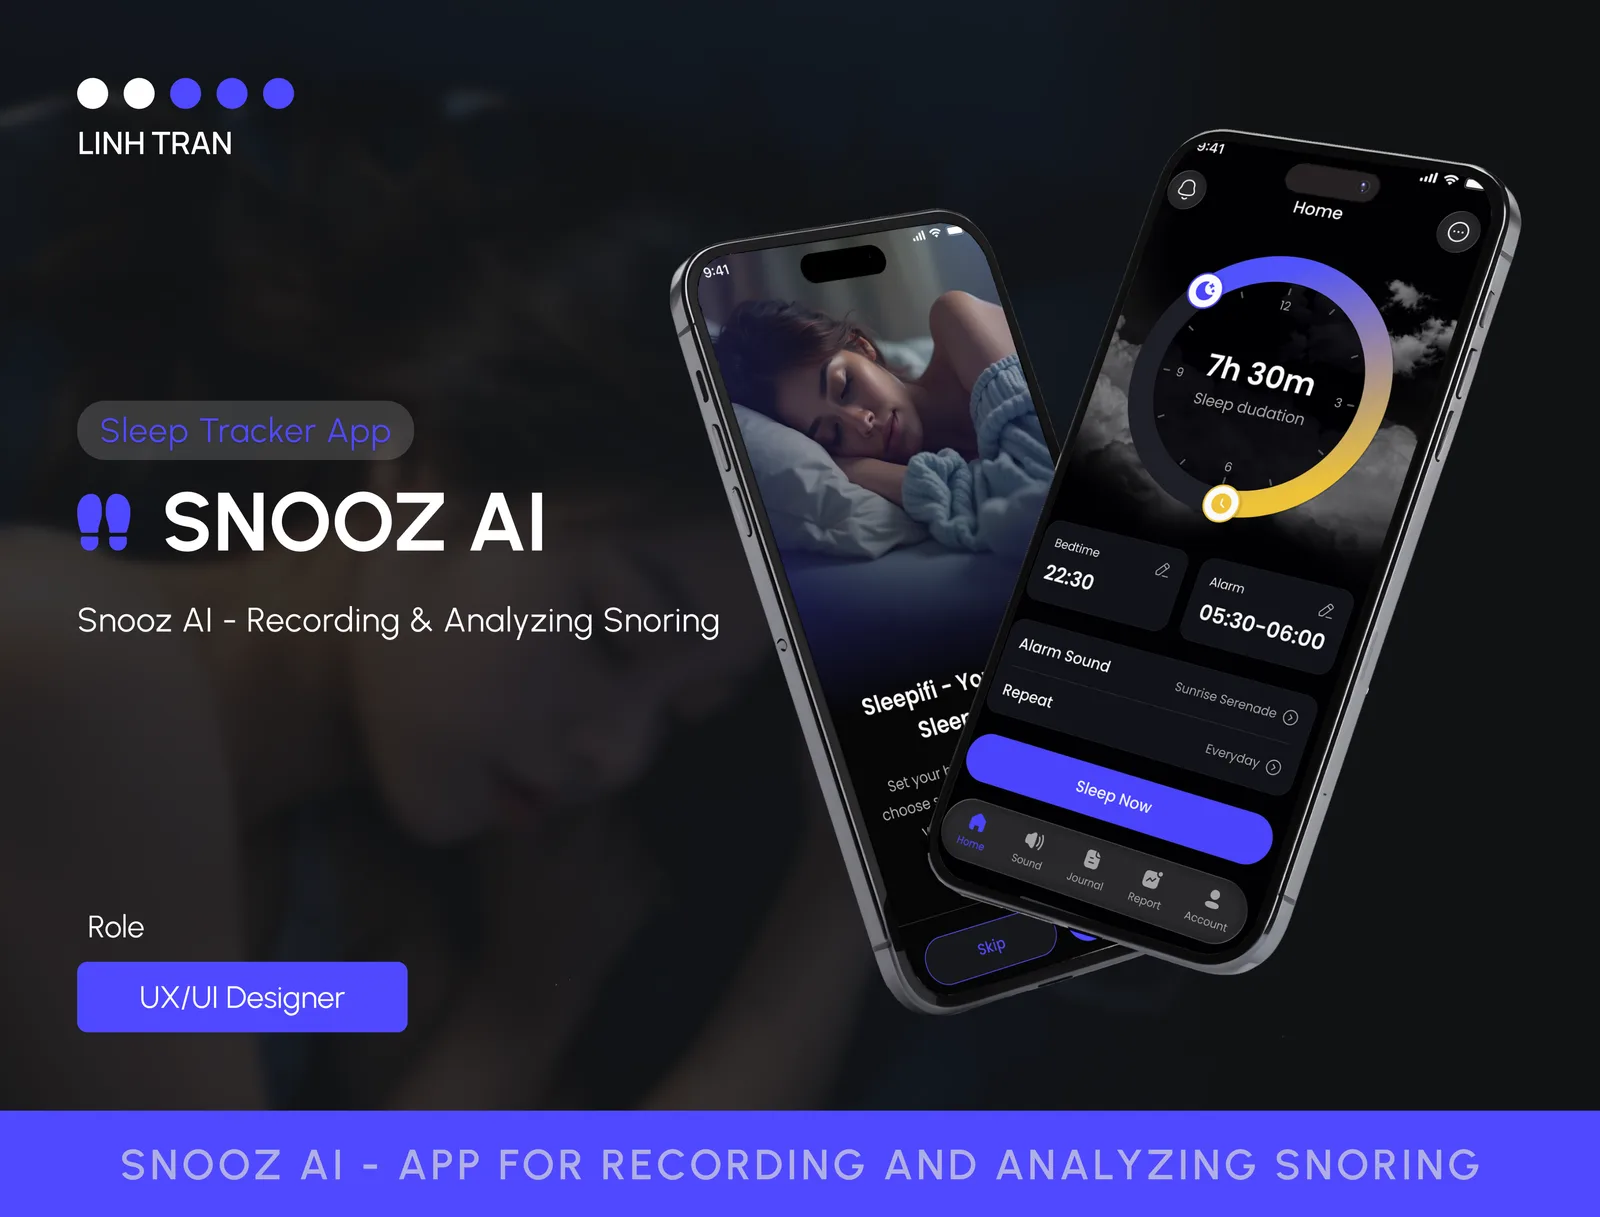 LINH TRAN
Sleep Tracker App
SNOOZ AI
Snooz AI - Recording & Analyzing Snoring
Role
UX/UI Designer
9:41
Sleepifi - Yo
Sleep
Set your
choose
Skip
9:41
Home
12
9
3
6
7h 30m
Sleep dudation
Bedtime
22:30
Alarm
05:30-06:00
Alarm Sound
Sunrise Serenade
Repeat
Everyday
Sleep Now
Home
Sound
Journal
Report
Account
SNOOZ AI - APP FOR RECORDING AND ANALYZING SNORING